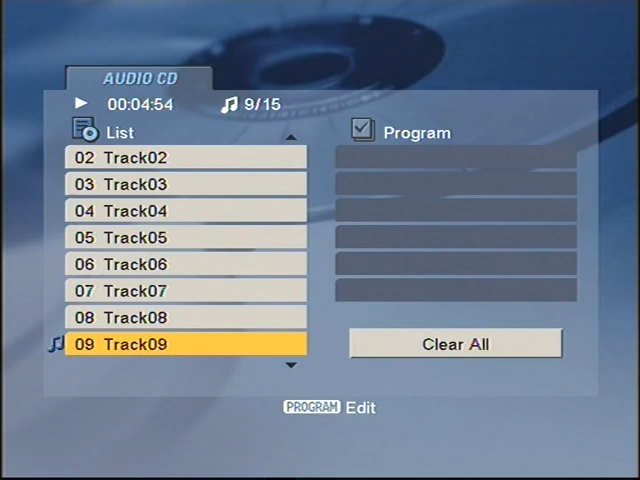 AUDIO CD
00:04:54 9/15
List
Program
02 Track02
03 Track03
04 Track04
05 Track05
06 Track06
07 Track07
08 Track08
09 Track09
Clear All
PROGRAM Edit